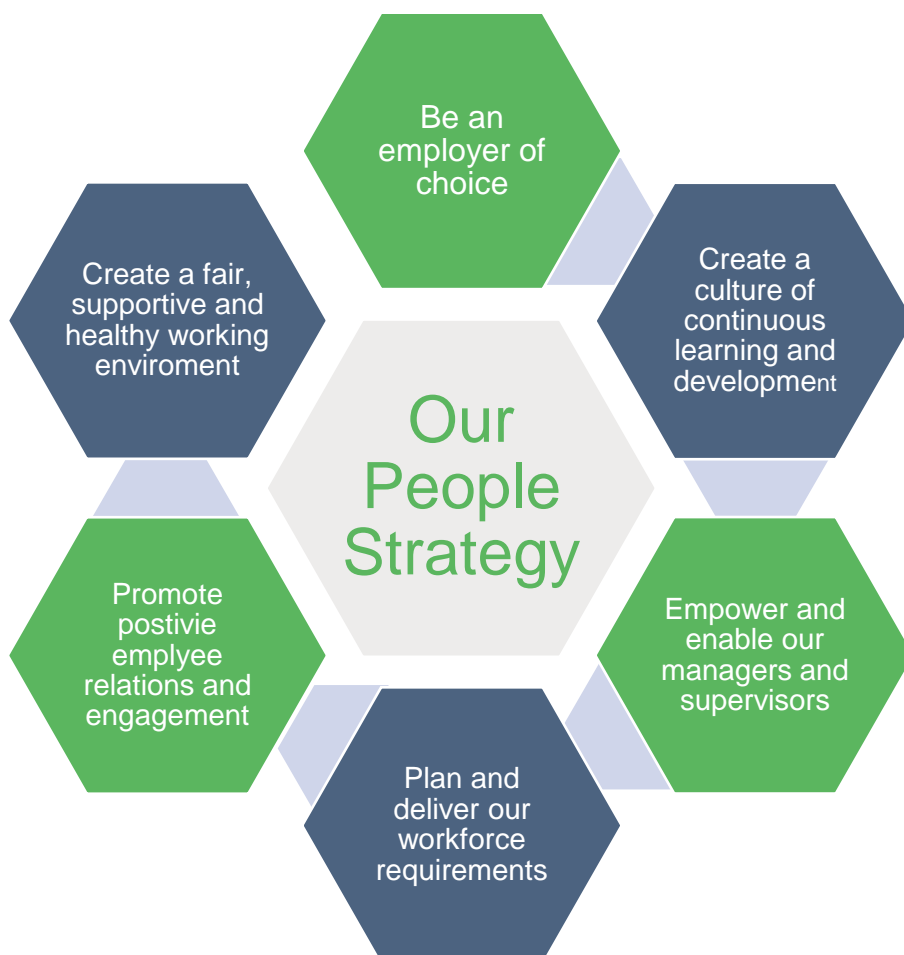 Be an
employer of
choice
Create a
culture of
continuous
learning and
development
Empower and
enable our
managers and
supervisors
Plan and
deliver our
workforce
requirements
Promote
postivie
emplyee
relations and
engagement
Create a fair,
supportive and
healthy working
enviroment
Our
People
Strategy